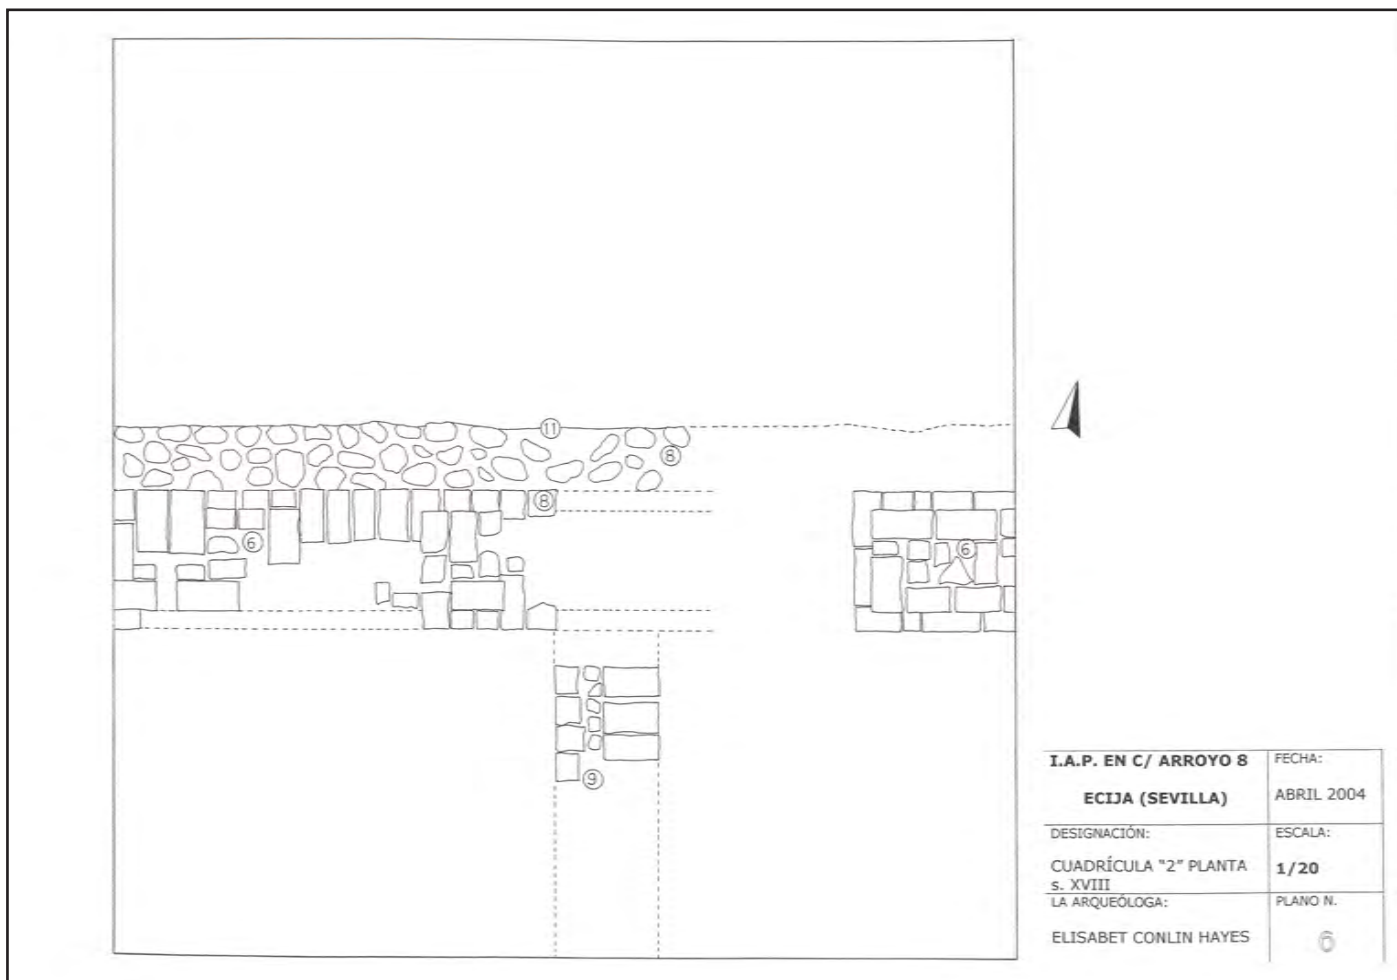 ⑪
⑧
⑧
⑥
⑥
⑨
I.A.P. EN C/ ARROYO 8
ECIJA (SEVILLA)
FECHA:
ABRIL 2004
DESIGNACIÓN:
CUADRÍCULA "2" PLANTA
s. XVIII
ESCALA:
1/20
LA ARQUEÓLOGA:
ELISABET CONLIN HAYES
PLANO N.
6